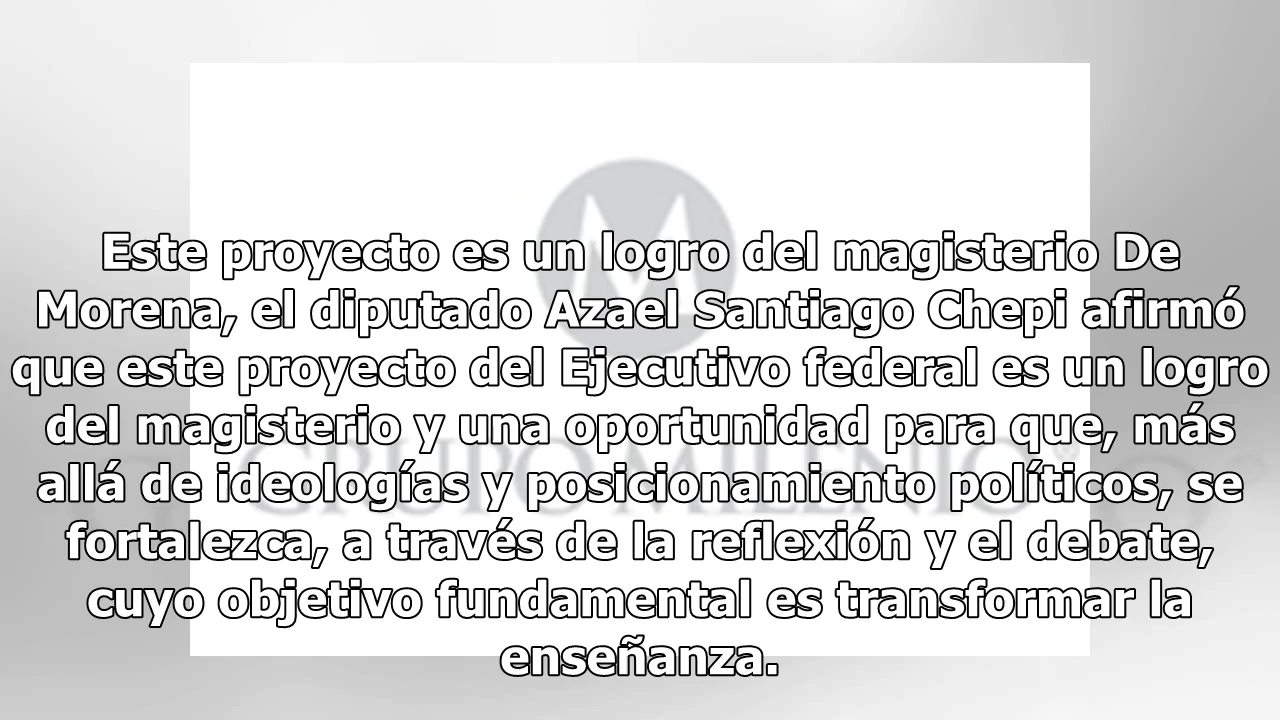 Este proyecto es un logro del magisterio De
Morena, el diputado Azael Santiago Chepi afirmó
que este proyecto del Ejecutivo federal es un logro
del magisterio y una oportunidad para que, más
allá de ideologías y posicionamiento políticos, se
fortalezca, a través de la reflexión y el debate,
cuyo objetivo fundamental es transformar la
enseñanza.
M
GRUPO MILENIO